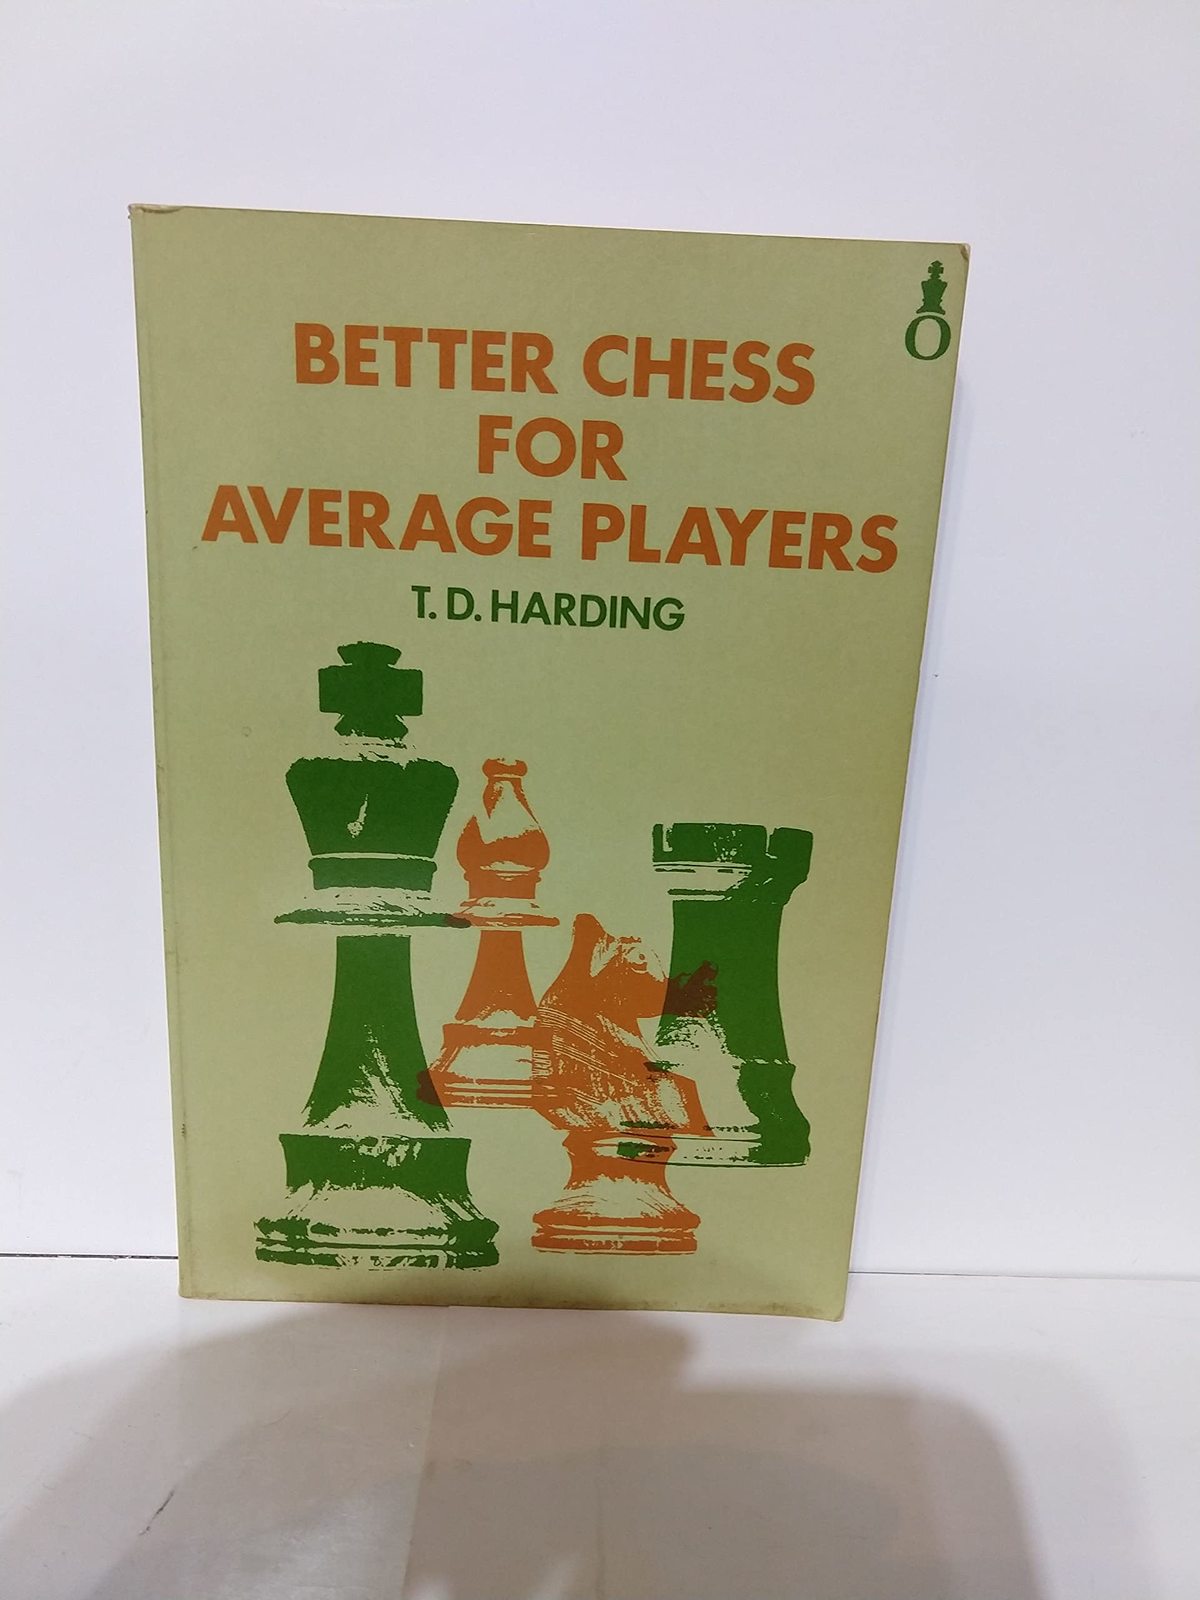 O
BETTER CHESS
FOR
AVERAGE PLAYERS
T. D. HARDING